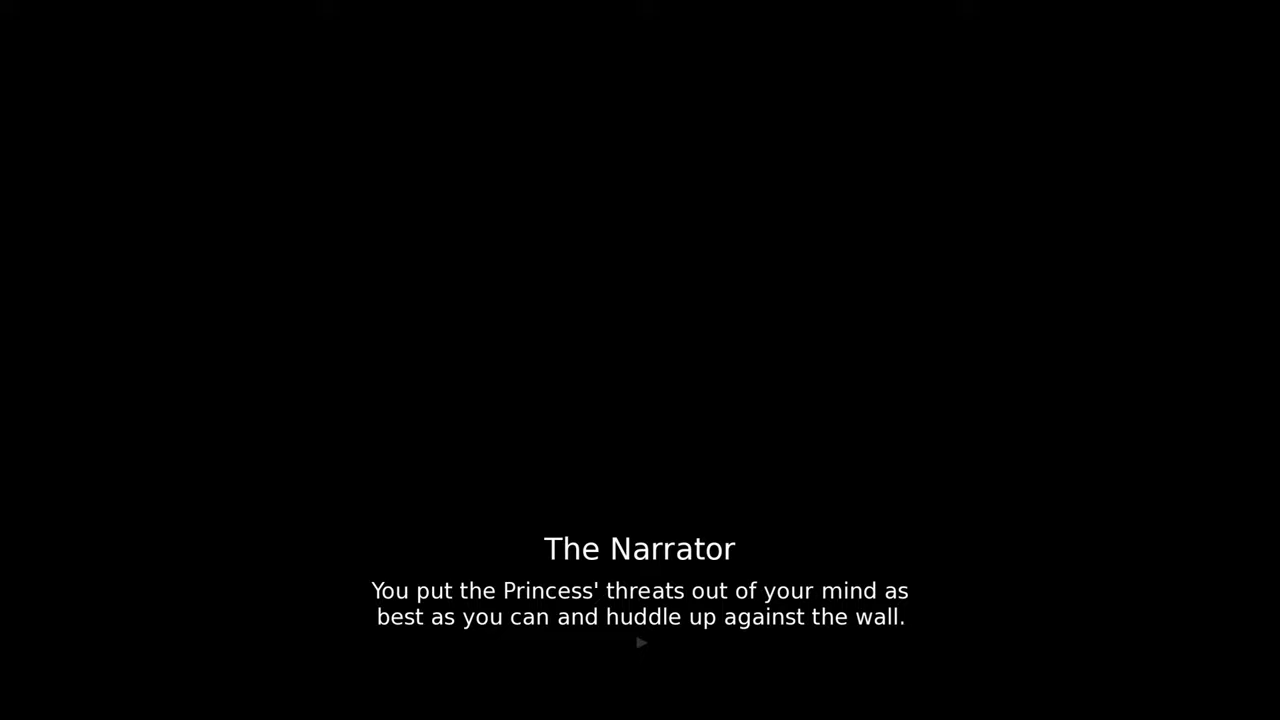 The Narrator
You put the Princess' threats out of your mind as
best as you can and huddle up against the wall.